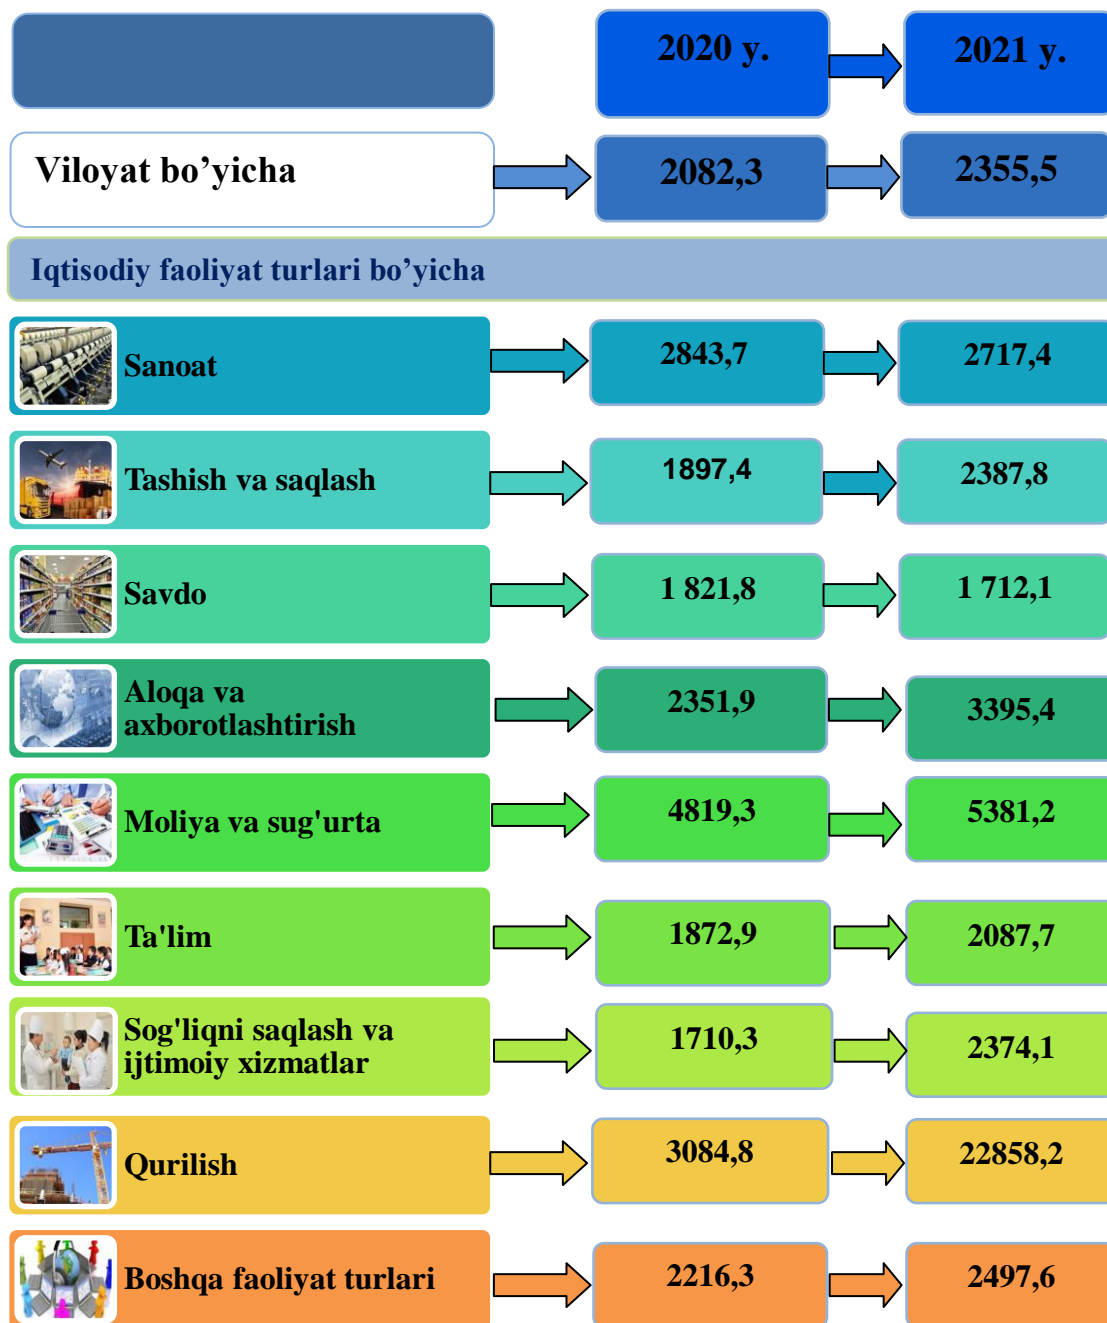 2020 y.
2021 y.
Viloyat bo’yicha
2082,3
2355,5
Iqtisodiy faoliyat turlari bo’yicha
Sanoat
2843,7
2717,4
Tashish va saqlash
1897,4
2387,8
Savdo
1 821,8
1 712,1
Aloqa va
axborotlashtirish
2351,9
3395,4
Moliya va sug'urta
4819,3
5381,2
Ta'lim
1872,9
2087,7
Sog'liqni saqlash va
ijtimoiy xizmatlar
1710,3
2374,1
Qurilish
3084,8
22858,2
Boshqa faoliyat turlari
2216,3
2497,6